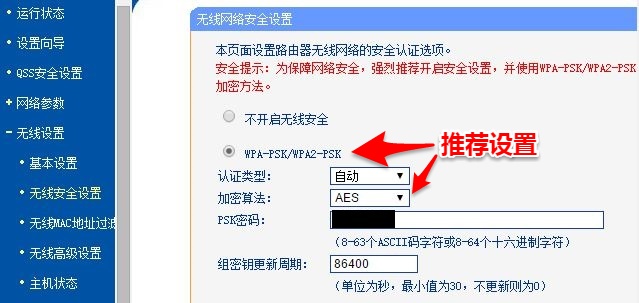 • 运行状态
• 设置向导
• QSS安全设置
+ 网络参数
- 无线设置
• 基本设置
• 无线安全设置
• 无线MAC地址过滤
• 无线高级设置
• 主机状态
无线网络安全设置
本页面设置路由器无线网络的安全认证选项。
安全提示：为保障网络安全，强烈推荐开启安全设置，并使用WPA-PSK/WPA2-PSK
加密方法。
不开启无线安全
WPA-PSK/WPA2-PSK
推荐设置
认证类型： 自动
加密算法： AES
PSK密码：
（8-63个ASCII码字符或8-64个十六进制字符）
组密钥更新周期： 86400
（单位为秒，最小值为30，不更新则为0）